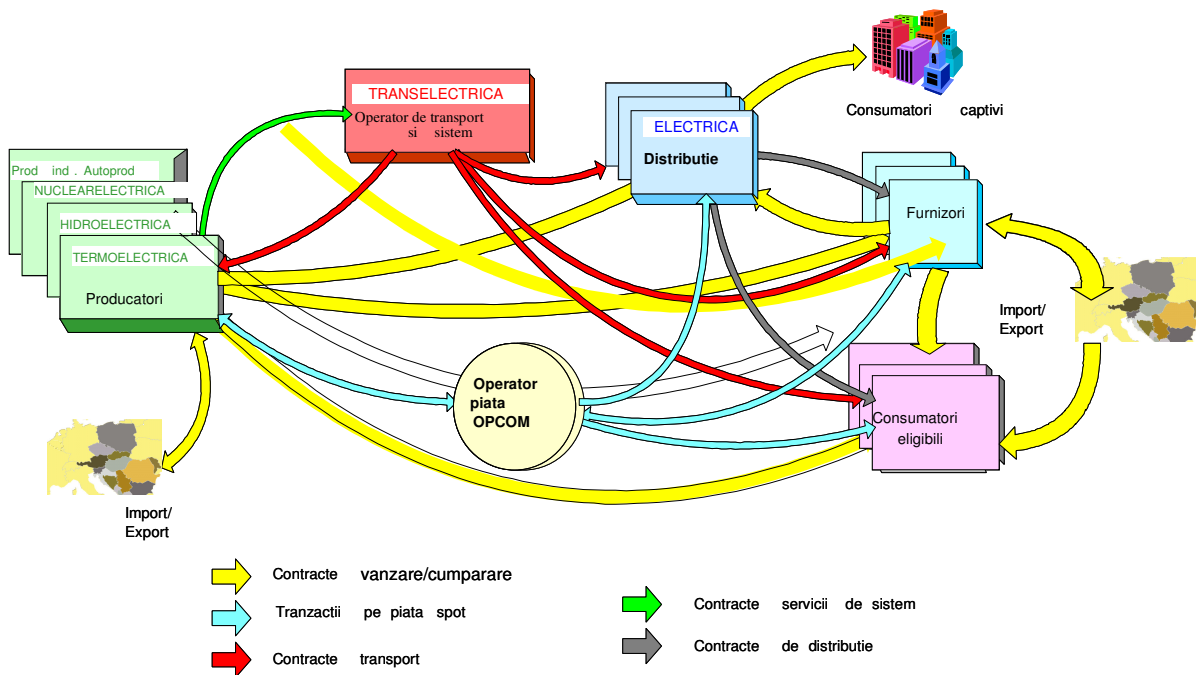 Consumatori captivi
TRANSELECTRICA
Operator de transport
si sistem
ELECTRICA
Distributie
Prod ind . Autoprod
NUCLEARELECTRICA
HIDROELECTRICA
TERMOELECTRICA
Producatori
Furnizori
Import/
Export
Operator
piata
OPCOM
Consumatori
eligibili
Import/
Export
Contracte vanzare/cumparare
Tranzactii pe piata spot
Contracte transport
Contracte servicii de sistem
Contracte de distributie